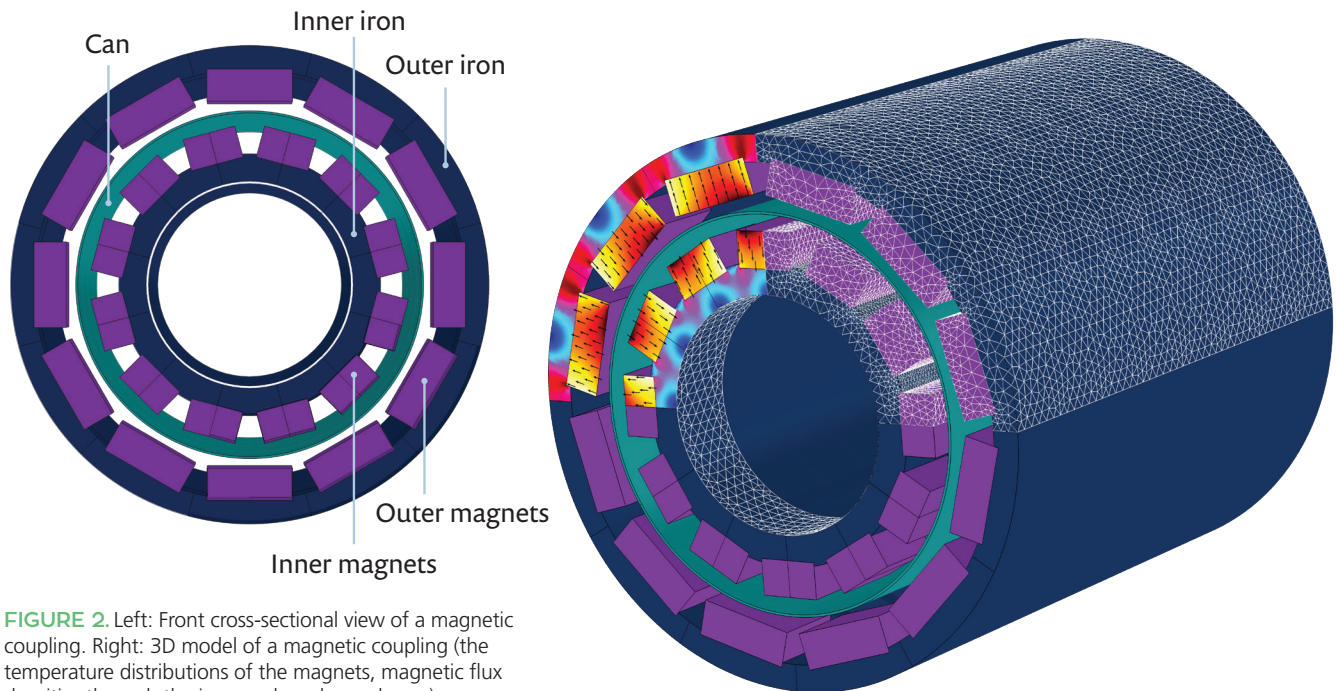 Inner iron
Can
Outer iron
Outer magnets
Inner magnets
FIGURE 2. Left: Front cross-sectional view of a magnetic
coupling. Right: 3D model of a magnetic coupling (the
temperature distributions of the magnets, magnetic flux